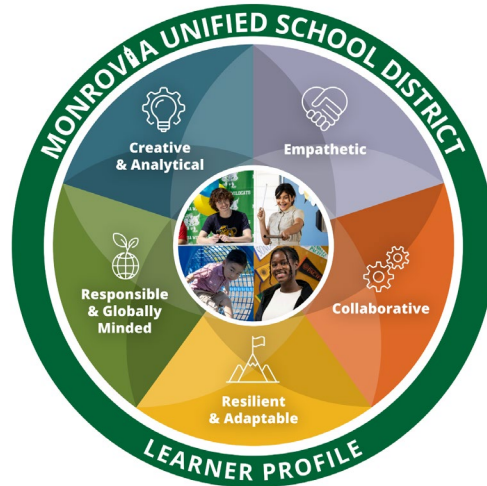 MONROVIA UNIFIED SCHOOL DISTRICT
Creative
& Analytical
Empathetic
Responsible
& Globally
Minded
Collaborative
Resilient
& Adaptable
LEARNER PROFILE